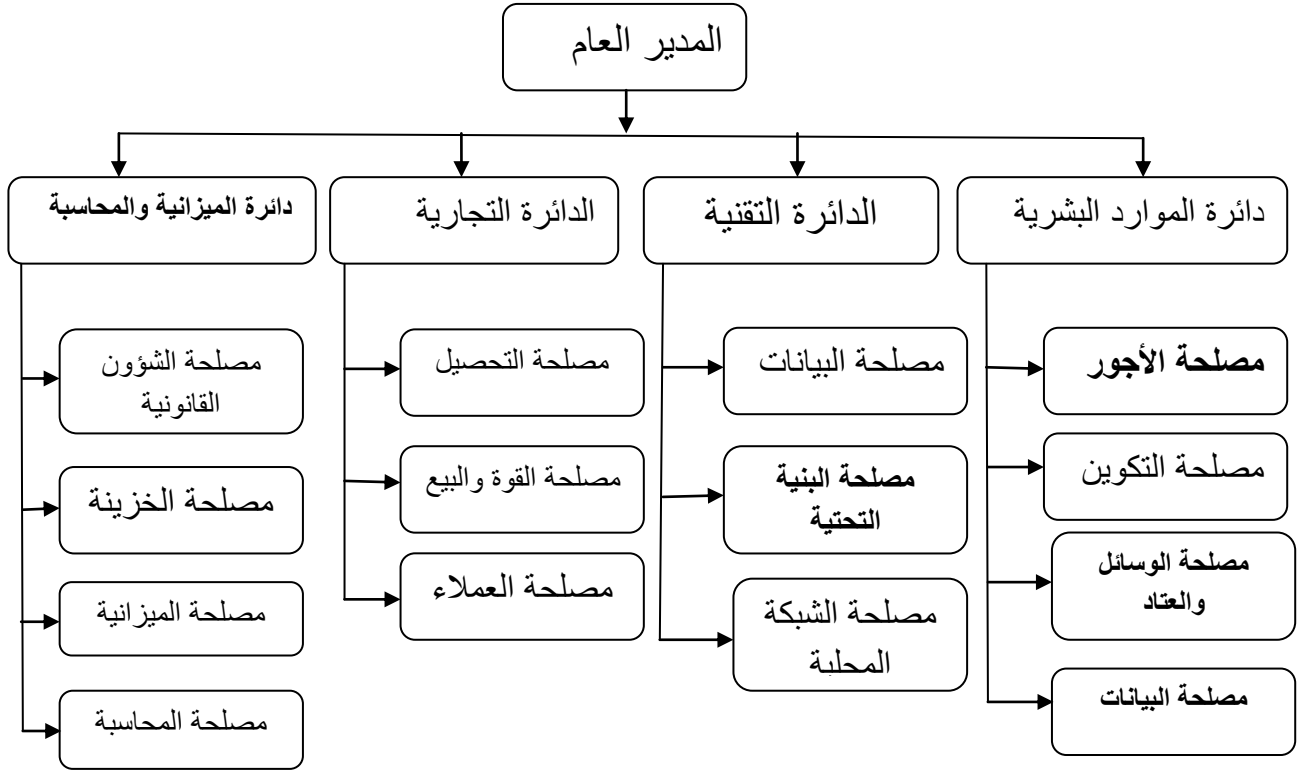 المدير العام
دائرة الموارد البشرية
الدائرة التقنية
الدائرة التجارية
دائرة الميزانية والمحاسبة
مصلحة الأجور
مصلحة التكوين
مصلحة الوسائل
والعتاد
مصلحة البيانات
مصلحة البيانات
مصلحة البنية
التحتية
مصلحة الشبكة
المحلية
مصلحة التحصيل
مصلحة القوة والبيع
مصلحة العملاء
مصلحة الشؤون
القانونية
مصلحة الخزينة
مصلحة الميزانية
مصلحة المحاسبة